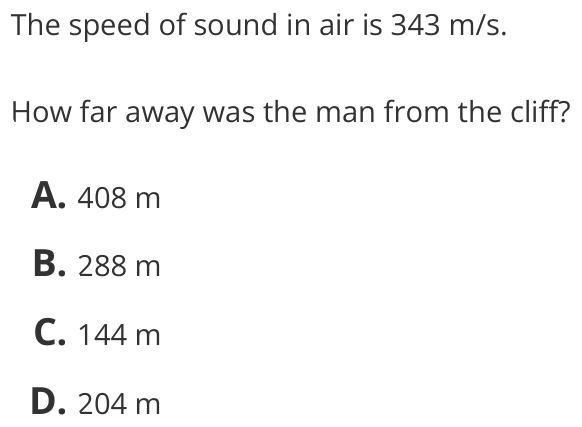 The speed of sound in air is 343 m/s.
How far away was the man from the cliff?
A. 408 m
B. 288 m
C. 144 m
D. 204 m